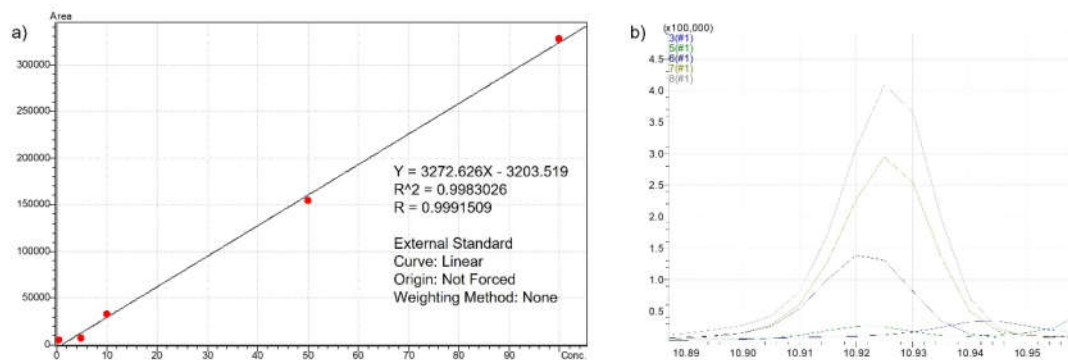 a)
Area
300000
250000
200000
150000
100000
50000
0
0 10 20 30 40 50 60 70 80 90 Conc.
Y = 3272.626X - 3203.519
R^2 = 0.9983026
R = 0.9991509
External Standard
Curve: Linear
Origin: Not Forced
Weighting Method: None
b)
(x100,000)
3(#1)
5(#1)
6(#1)
7(#1)
8(#1)
4.5
4.0
3.5
3.0
2.5
2.0
1.5
1.0
0.5
10.89 10.90 10.91 10.92 10.93 10.94 10.95